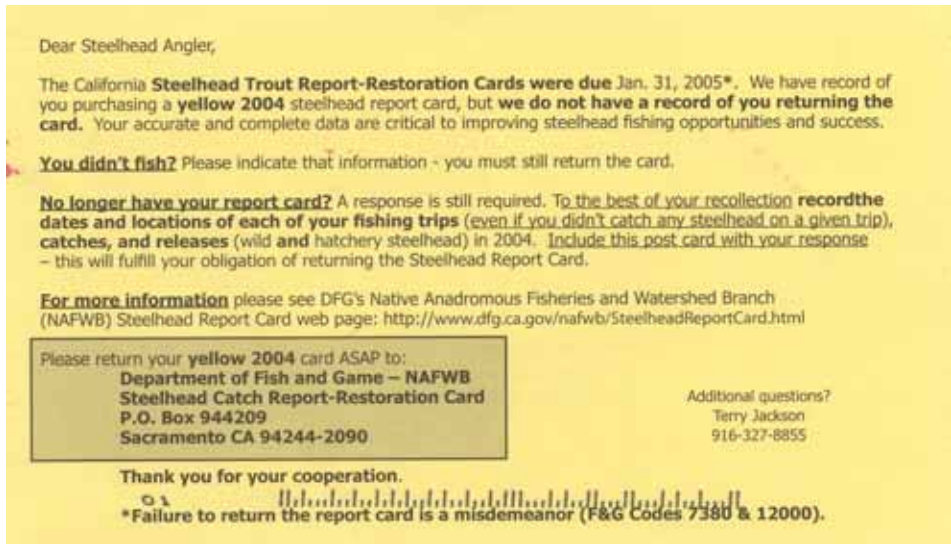 Dear Steelhead Angler,
The California Steelhead Trout Report-Restoration Cards were due Jan. 31, 2005*. We have record of
you purchasing a yellow 2004 steelhead report card, but we do not have a record of you returning the
card. Your accurate and complete data are critical to improving steelhead fishing opportunities and success.
You didn't fish? Please indicate that information - you must still return the card.
No longer have your report card? A response is still required. To the best of your recollection recordthe
dates and locations of each of your fishing trips (even if you didn't catch any steelhead on a given trip),
catches, and releases (wild and hatchery steelhead) in 2004. Include this post card with your response
– this will fulfill your obligation of returning the Steelhead Report Card.
For more information please see DFG's Native Anadromous Fisheries and Watershed Branch
(NAFWB) Steelhead Report Card web page: http://www.dfg.ca.gov/nafwb/SteelheadReportCard.html
Please return your yellow 2004 card ASAP to:
Department of Fish and Game – NAFWB
Steelhead Catch Report-Restoration Card
P.O. Box 944209
Sacramento CA 94244-2090
Additional questions?
Terry Jackson
916-327-8855
Thank you for your cooperation.
01
*Failure to return the report card is a misdemeanor (F&G Codes 7380 & 12000).